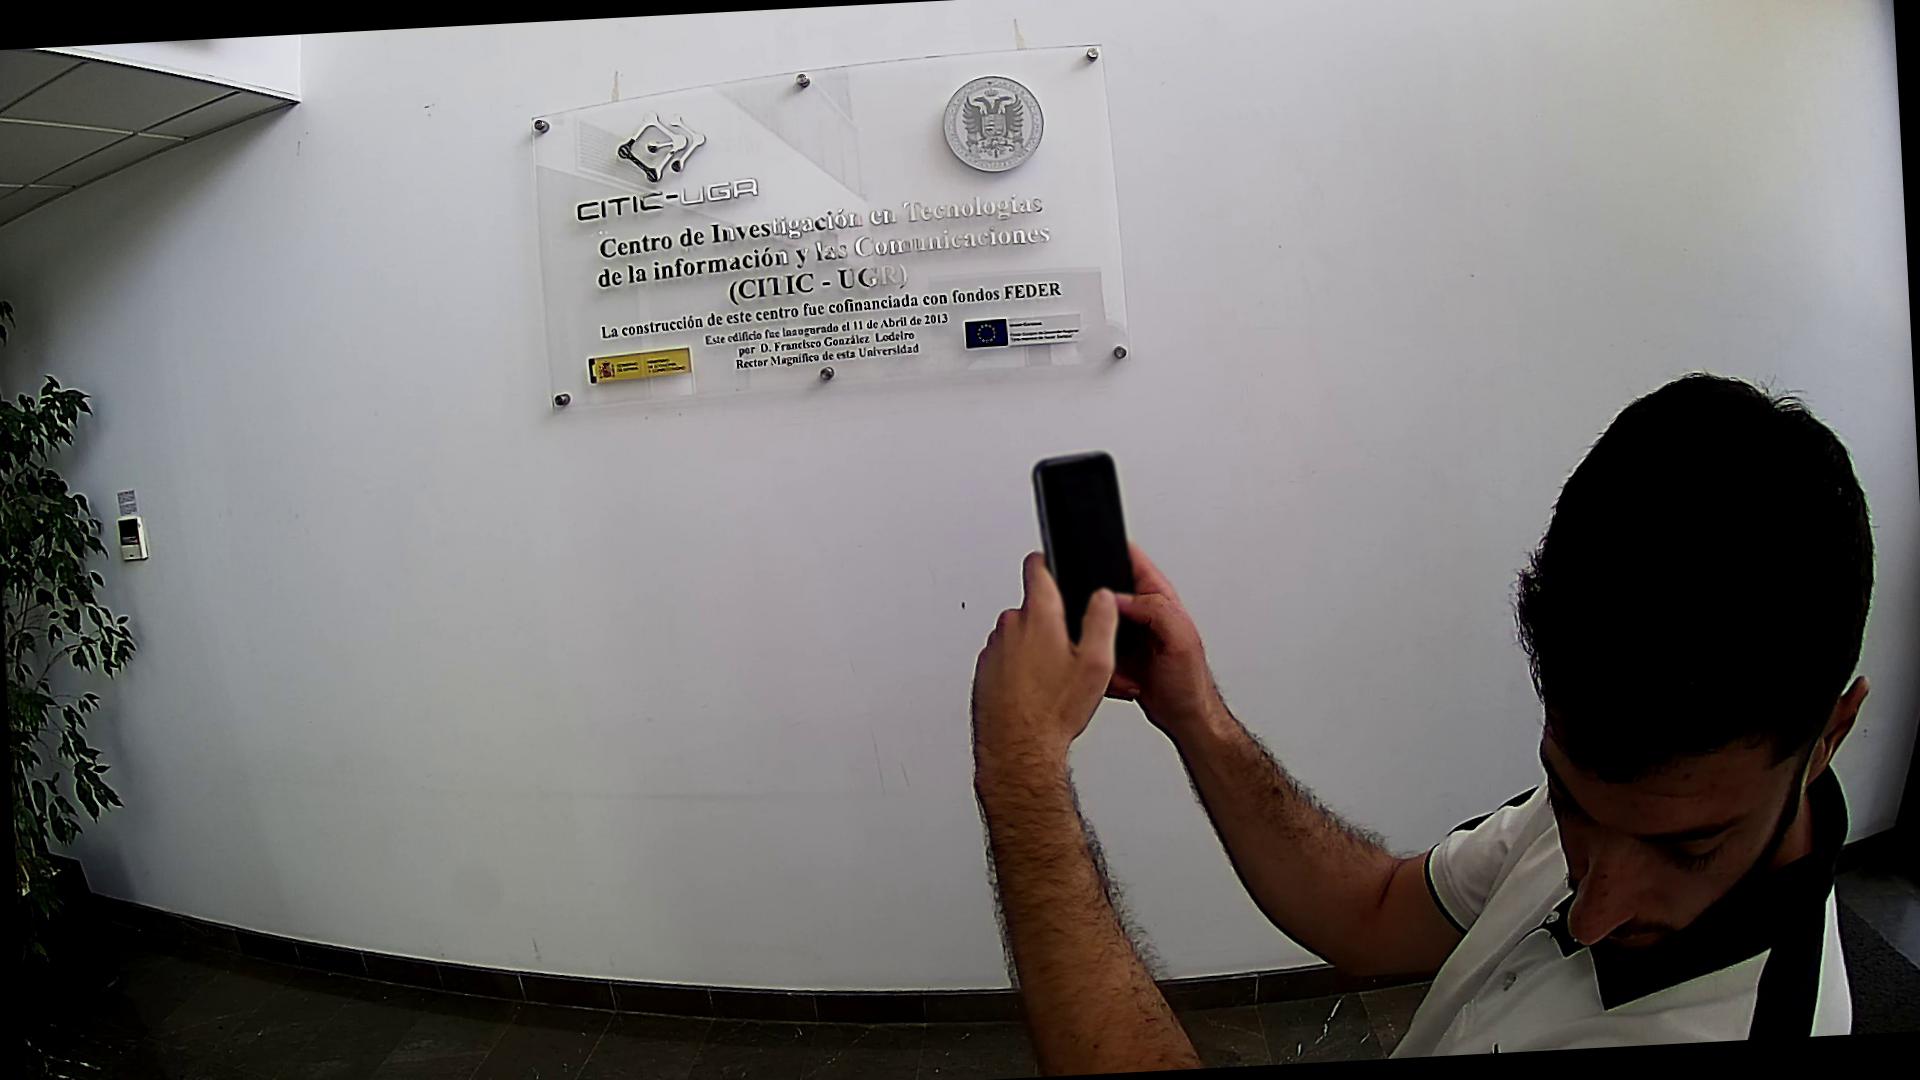 CITIC-UGR
Centro de Investigación en Tecnologías
de la información y las Comunicaciones
(CITIC - UGR)
La construcción de este centro fue cofinanciada con fondos FEDER
Este edificio fue inaugurado el 11 de Abril de 2013
por D. Francisco González Lodeiro
Rector Magnífico de esta Universidad